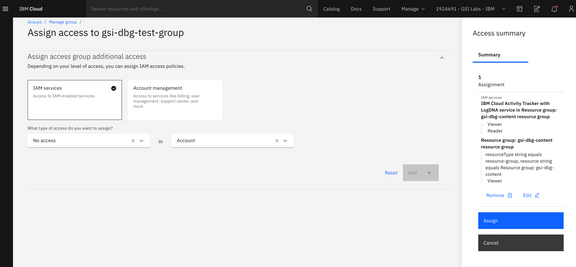 IBM Cloud
Search resources and offerings...
Catalog
Docs
Support
Manage
1924691 - GSI Labs - IBM
Groups / Manage group /
Assign access to gsi-dbg-test-group
Assign access group additional access
Depending on your level of access, you can assign IAM access policies.
IAM services
Access to IAM-enabled services
Account management
Access to services like billing, user
management, support center, and
more
What type of access do you want to assign?
No access
in
Account
Reset
Add
Access summary
Summary
1
Assignment
IAM services
IBM Cloud Activity Tracker with
LogDNA service in Resource group:
gsi-dbg-content resource group
Viewer
Reader
Resource group: gsi-dbg-content
resource group
resourceType string equals
resource-group, resource string
equals Resource group: gsi-dbg-
content
Viewer
Remove
Edit
Assign
Cancel